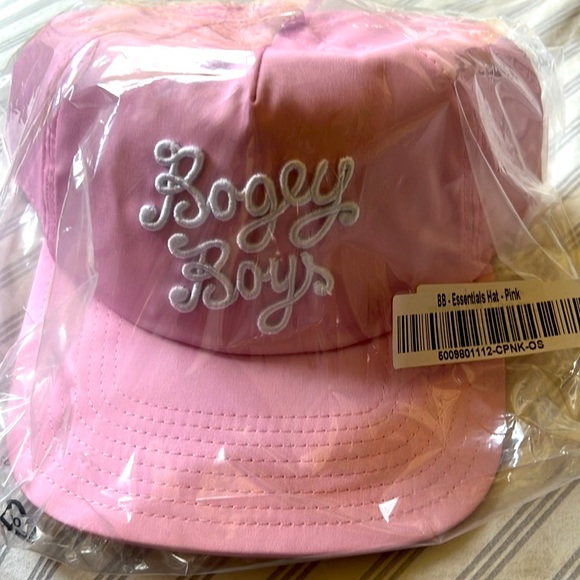 Bogey
Boys
BB - Essentials Hat - Pink
5009801112-CPNK-OS